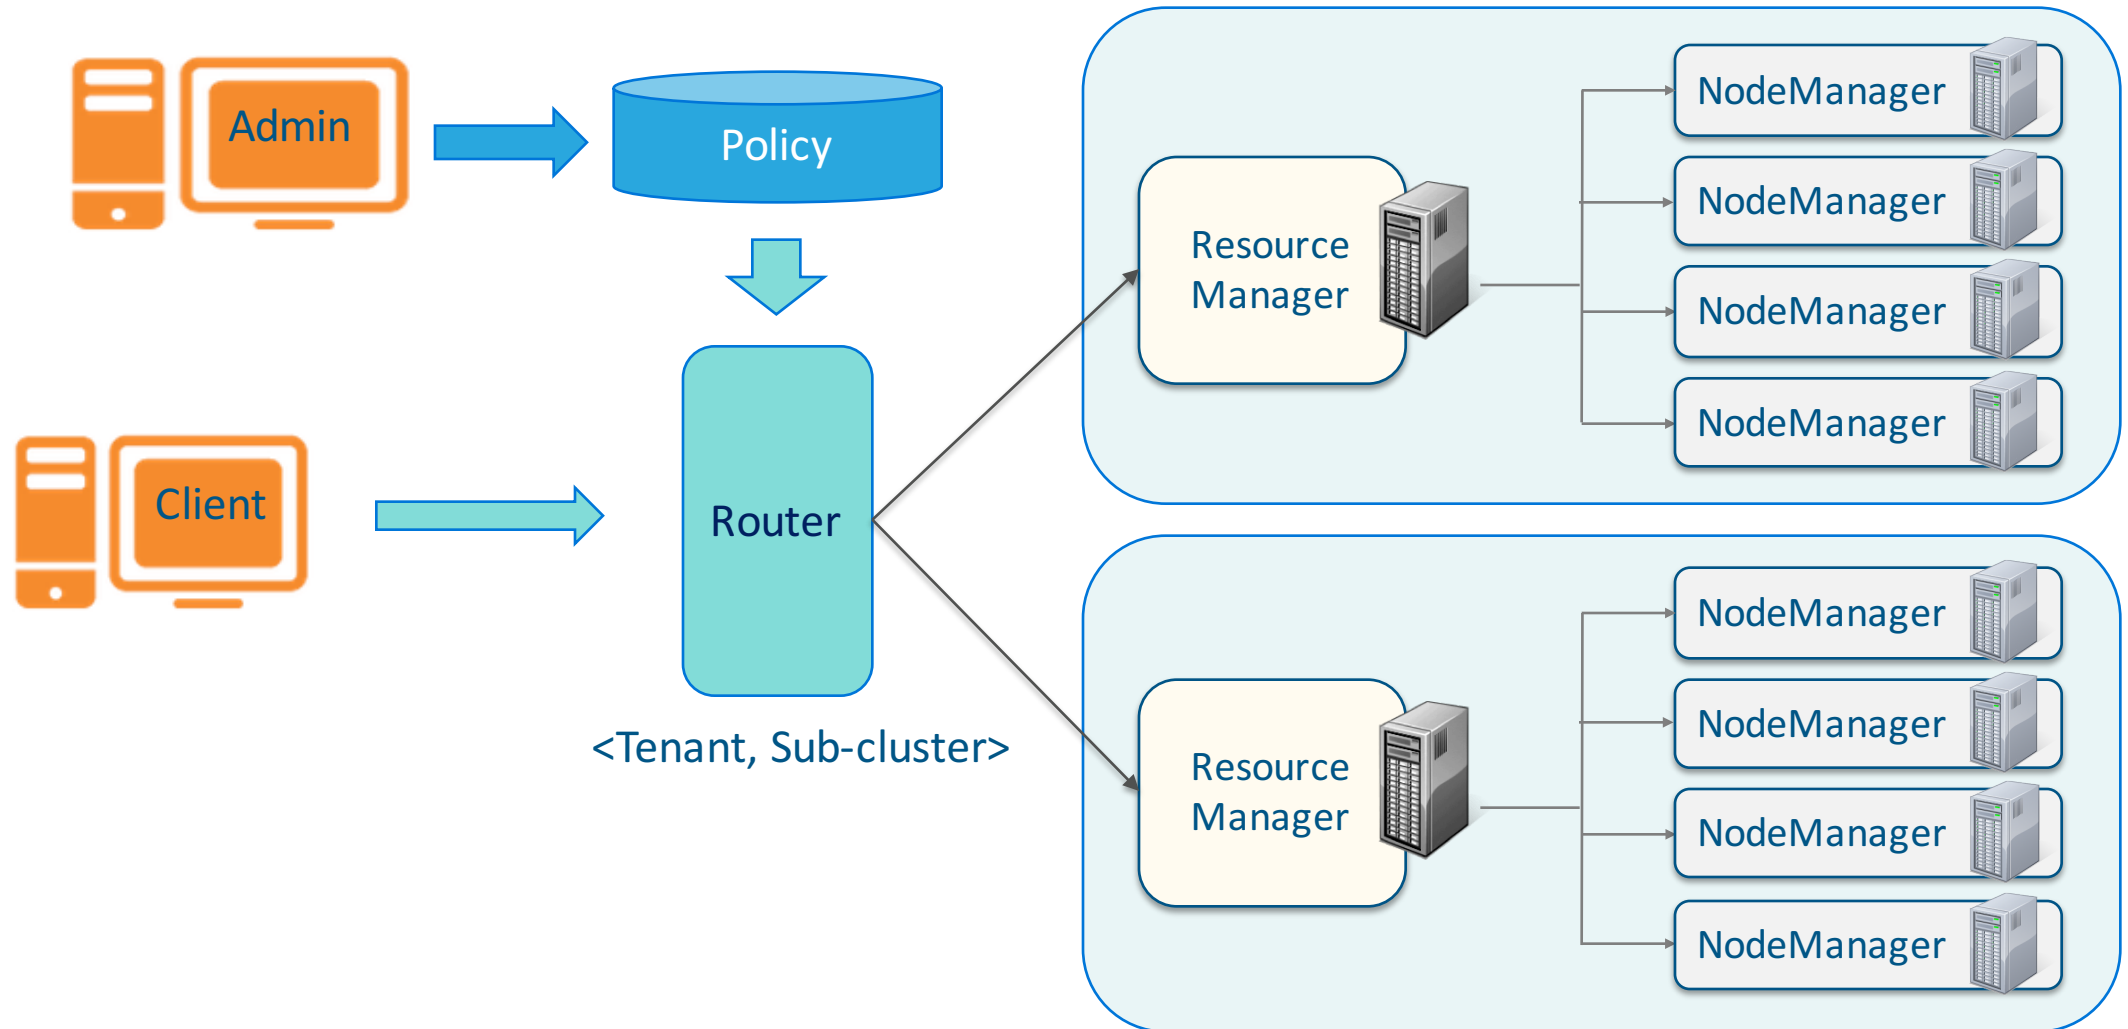 Admin
Policy
Client
Router
<Tenant, Sub-cluster>
Resource
Manager
NodeManager
NodeManager
NodeManager
NodeManager
Resource
Manager
NodeManager
NodeManager
NodeManager
NodeManager